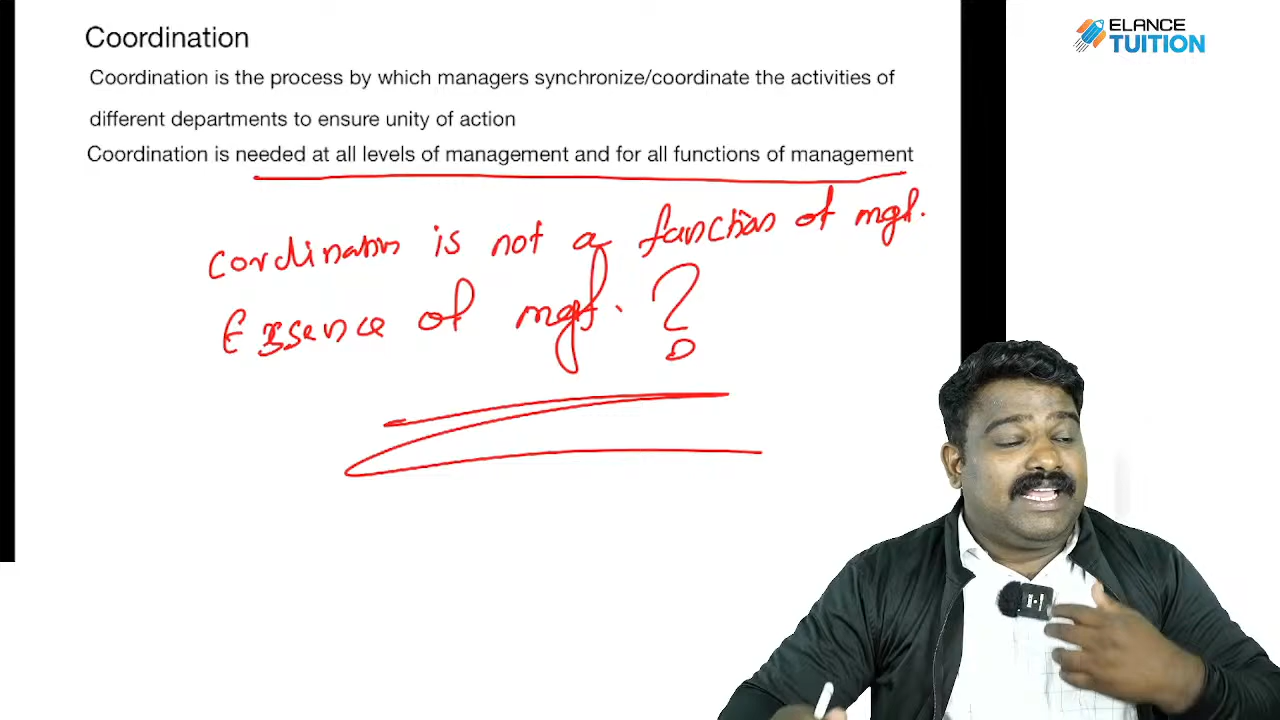 Coordination
ELANCE
TUITION
Coordination is the process by which managers synchronize/coordinate the activities of
different departments to ensure unity of action
Coordination is needed at all levels of management and for all functions of management
Cordination is not a function of mgt.
Essence of mgt. ?